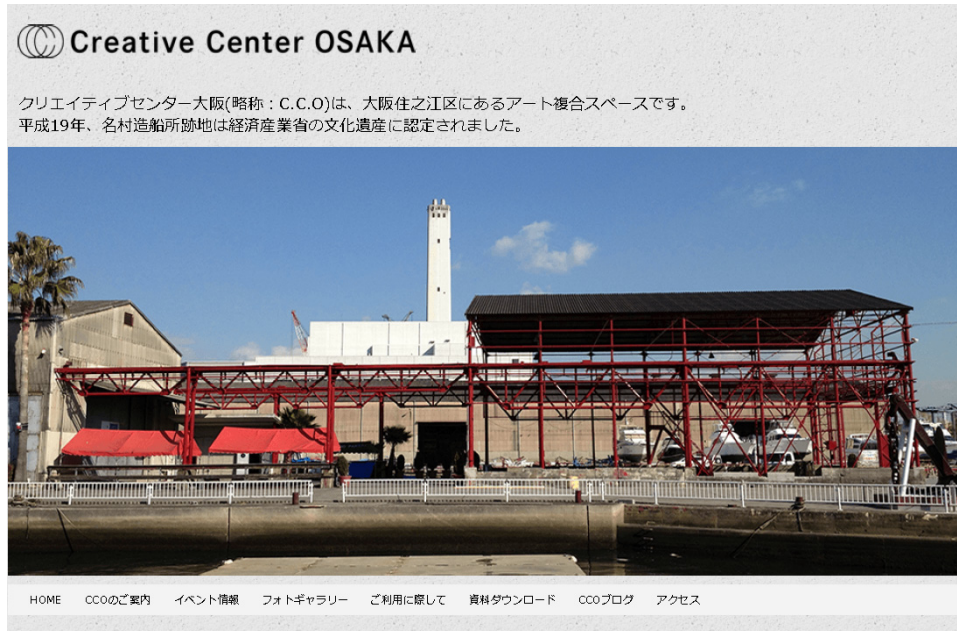 Creative Center OSAKA
クリエイティブセンター大阪(略称：C.C.O)は、大阪住之江区にあるアート複合スペースです。
平成19年、名村造船所跡地は経済産業省の文化遺産に認定されました。
HOME CCOのご案内 イベント情報 フォトギャラリー ご利用に際して 資料ダウンロード CCOブログ アクセス